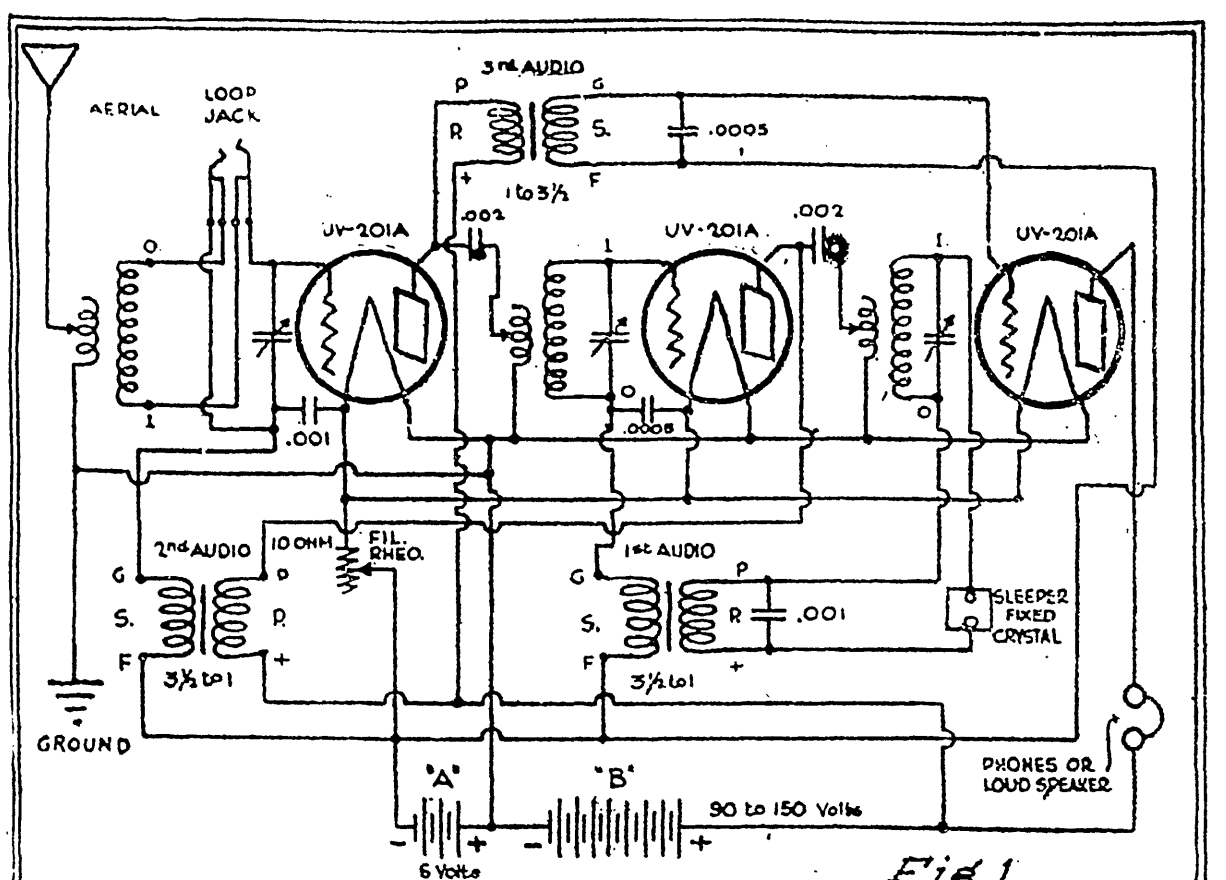 3rd AUDIO
P
G
AERIAL
LOOP
JACK
P.
S.
.0005
+
F
1 to 3½
.002
.002
UV-201A
UV-201A
UV-201A
O
I
I
I
O
O
.001
.0005
2nd AUDIO
10 OHM
FIL.
RHEO.
1st AUDIO
G
P
G
P
S.
P.
S.
R
.001
SLEEPER
FIXED
CRYSTAL
F
+
F
+
3½ to 1
3½ to 1
GROUND
"A"
"B"
PHONES OR
LOUD SPEAKER
90 to 150 Volts
-
+
-
+
6 Volts
Fig 1